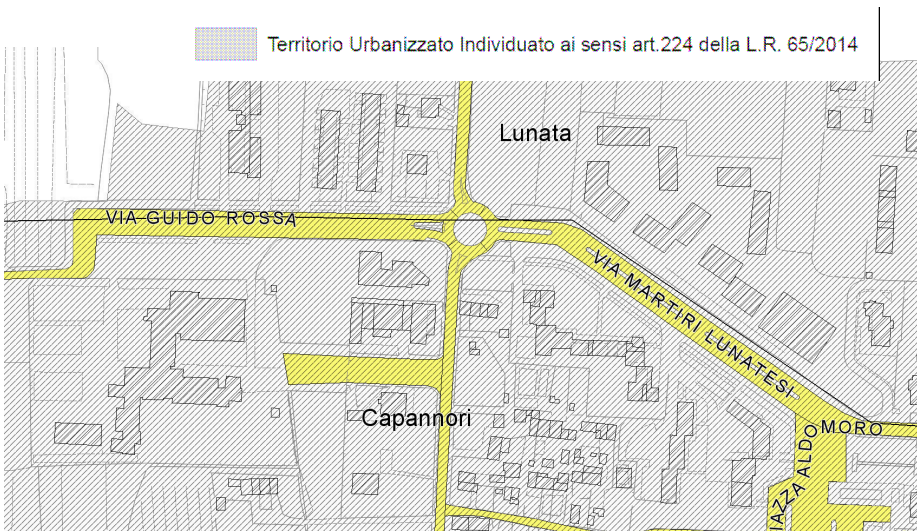 Territorio Urbanizzato Individuato ai sensi art.224 della L.R. 65/2014
Lunata
VIA GUIDO ROSSA
VIA MARTIRI LUNATESI
Capannori
PIAZZA ALDO MORO